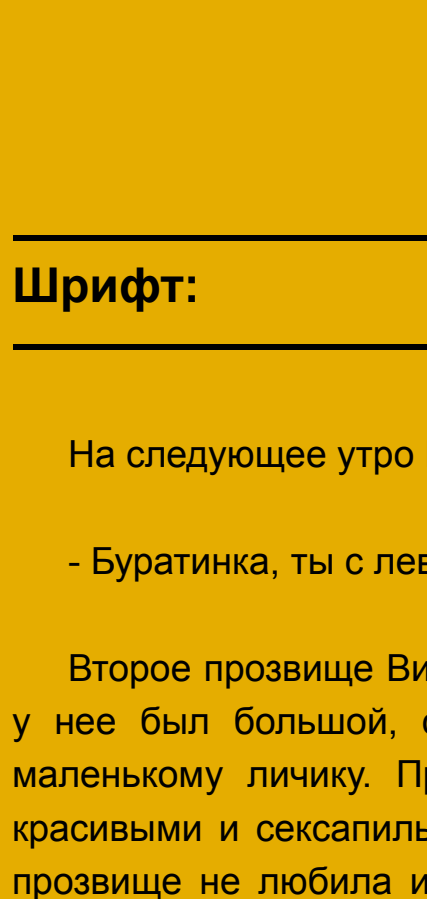 Шрифт:
На следующее утро
- Буратинка, ты с лев
Второе прозвище Ви
у нее был большой,
маленькому личику. Пр
красивыми и сексапиль
прозвище не любила и